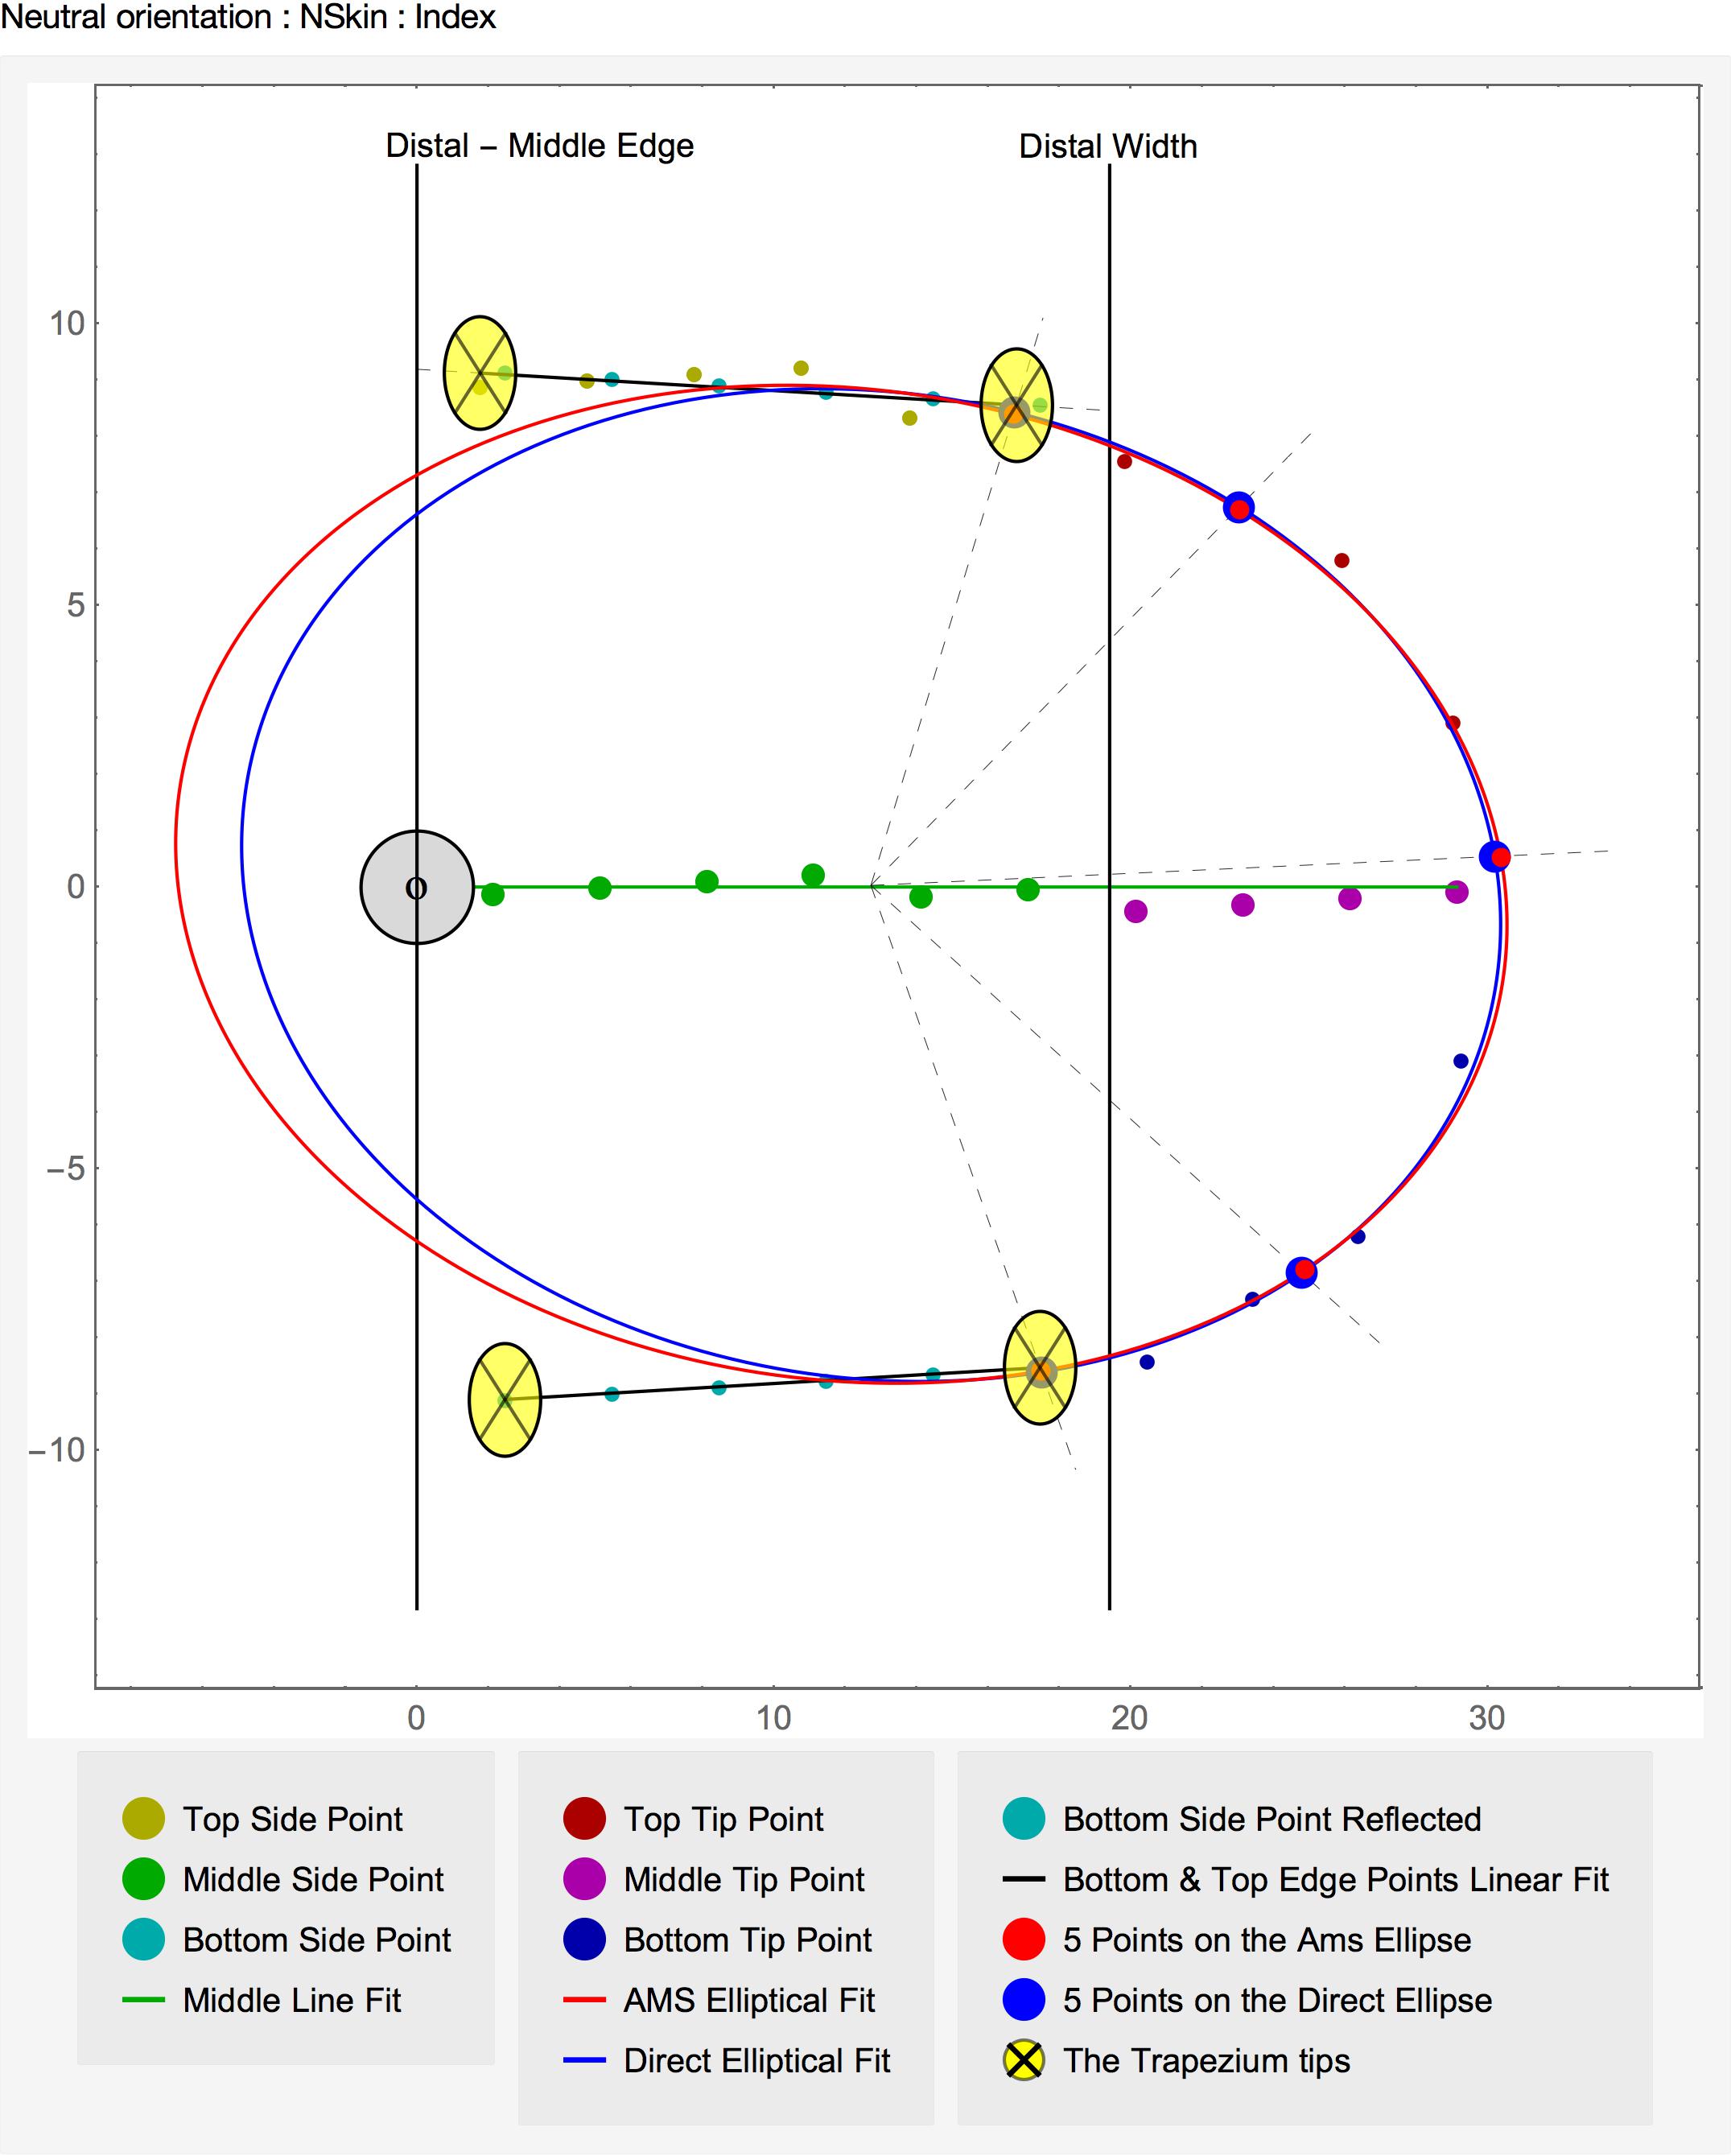 Neutral orientation : NSkin : Index
Distal – Middle Edge
Distal Width
10
5
0
−5
−10
O
0
10
20
30
Top Side Point
Middle Side Point
Bottom Side Point
Middle Line Fit
Top Tip Point
Middle Tip Point
Bottom Tip Point
AMS Elliptical Fit
Direct Elliptical Fit
Bottom Side Point Reflected
Bottom & Top Edge Points Linear Fit
5 Points on the Ams Ellipse
5 Points on the Direct Ellipse
The Trapezium tips